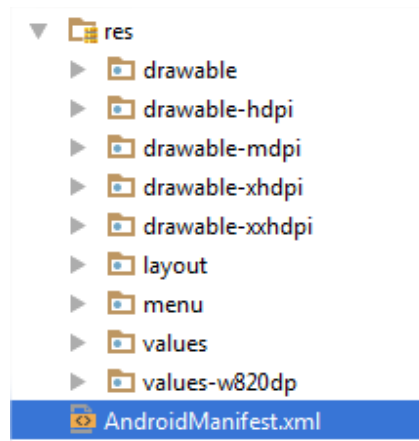 res
drawable
drawable-hdpi
drawable-mdpi
drawable-xhdpi
drawable-xxhdpi
layout
menu
values
values-w820dp
AndroidManifest.xml